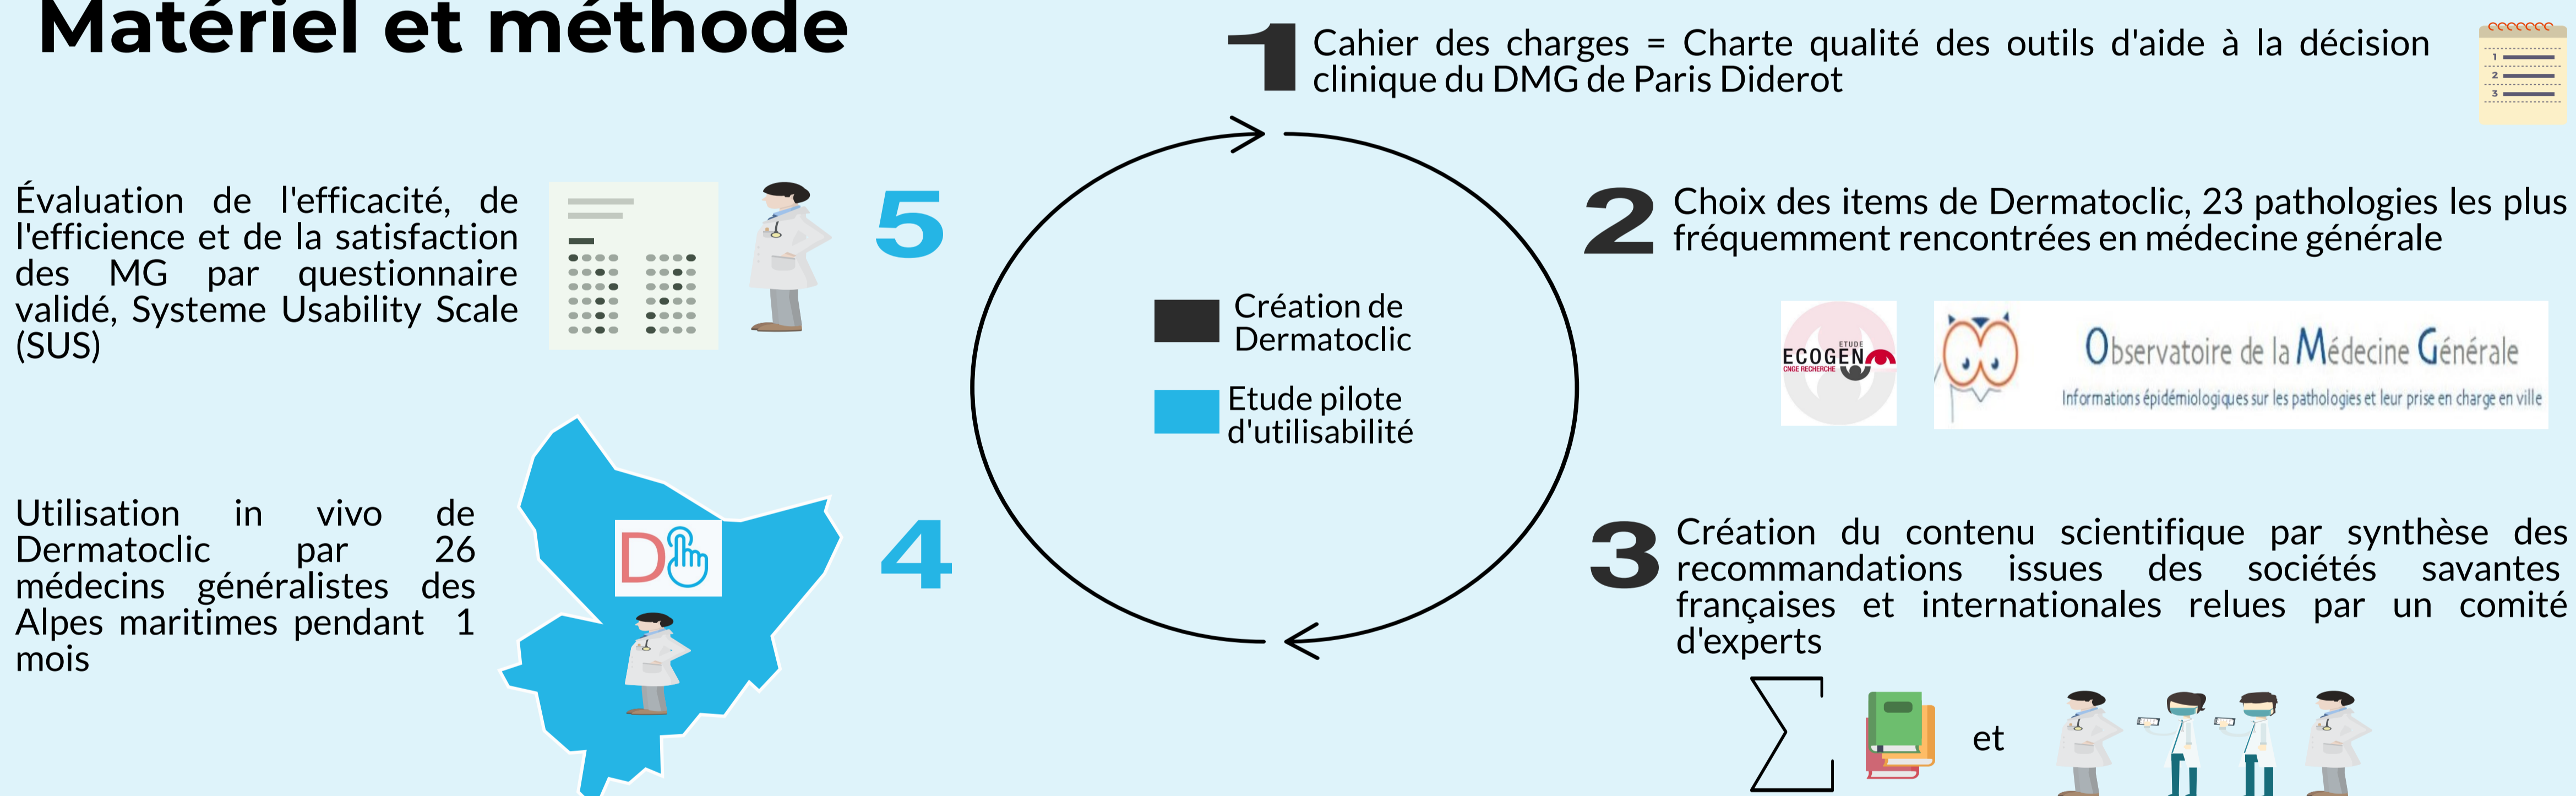 Matériel et méthode
1
Cahier des charges = Charte qualité des outils d'aide à la décision
clinique du DMG de Paris Diderot
1
2
3
2
Choix des items de Dermatoclic, 23 pathologies les plus
fréquemment rencontrées en médecine générale
ETUDE
ECOGEN
CNGE RECHERCHE
Observatoire de la Médecine Générale
Informations épidémiologiques sur les pathologies et leur prise en charge en ville
3
Création du contenu scientifique par synthèse des
recommandations issues des sociétés savantes
françaises et internationales relues par un comité
d'experts
Σ
et
4
Utilisation in vivo de
Dermatoclic par 26
médecins généralistes des
Alpes maritimes pendant 1
mois
D
5
Évaluation de l'efficacité, de
l'efficience et de la satisfaction
des MG par questionnaire
validé, Systeme Usability Scale
(SUS)
Création de
Dermatoclic
Etude pilote
d'utilisabilité